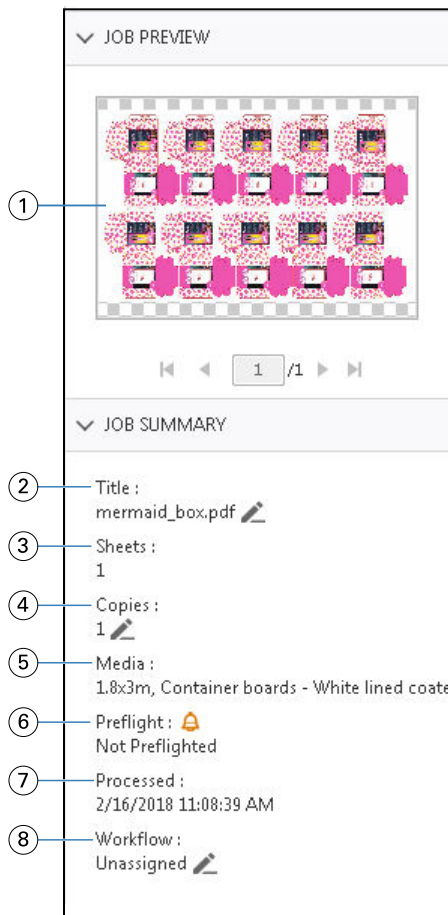 JOB PREVIEW
1
1 /1
JOB SUMMARY
2
Title :
mermaid_box.pdf
3
Sheets :
1
4
Copies :
1
5
Media :
1.8x3m, Container boards - White lined coate
6
Preflight :
Not Preflighted
7
Processed :
2/16/2018 11:08:39 AM
8
Workflow :
Unassigned